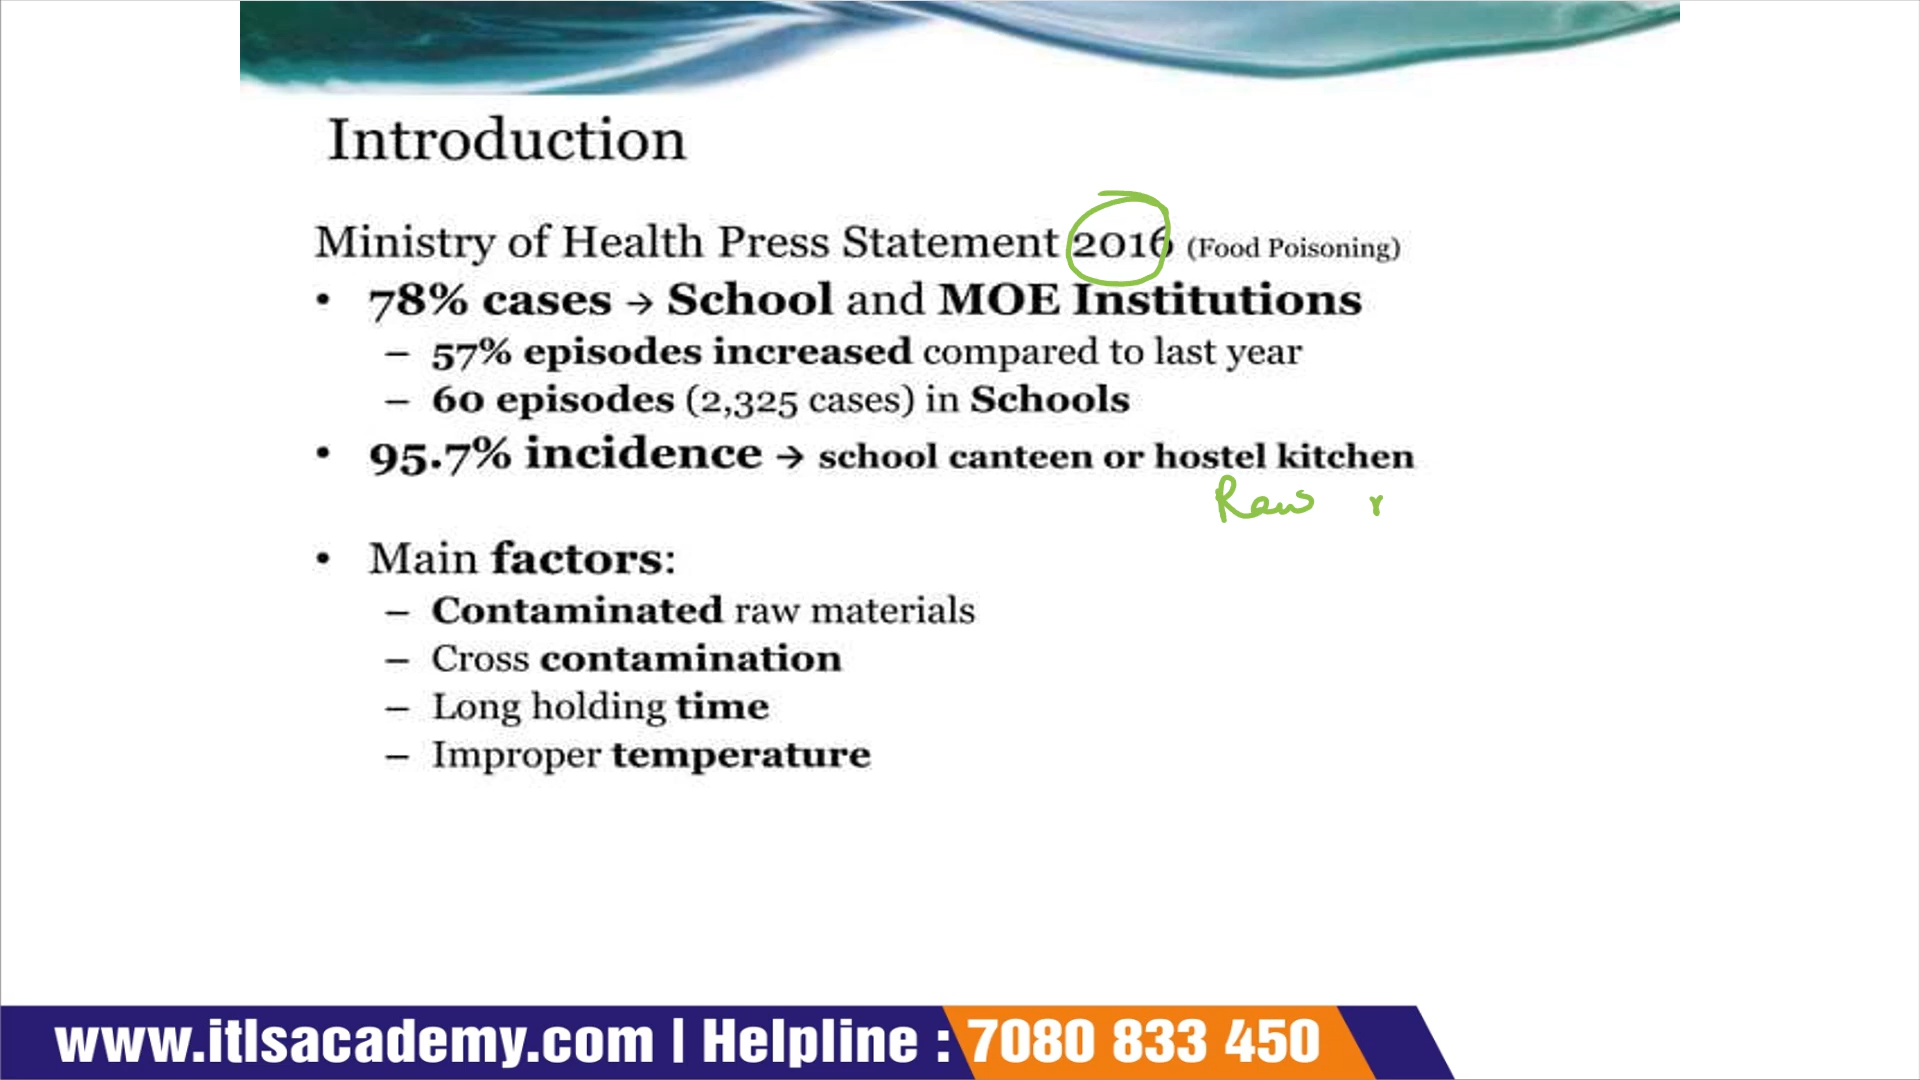 Introduction
Ministry of Health Press Statement 2016 (Food Poisoning)
• 78% cases → School and MOE Institutions
– 57% episodes increased compared to last year
– 60 episodes (2,325 cases) in Schools
• 95.7% incidence → school canteen or hostel kitchen
Raw
• Main factors:
– Contaminated raw materials
– Cross contamination
– Long holding time
– Improper temperature
www.itlsacademy.com | Helpline : 7080 833 450